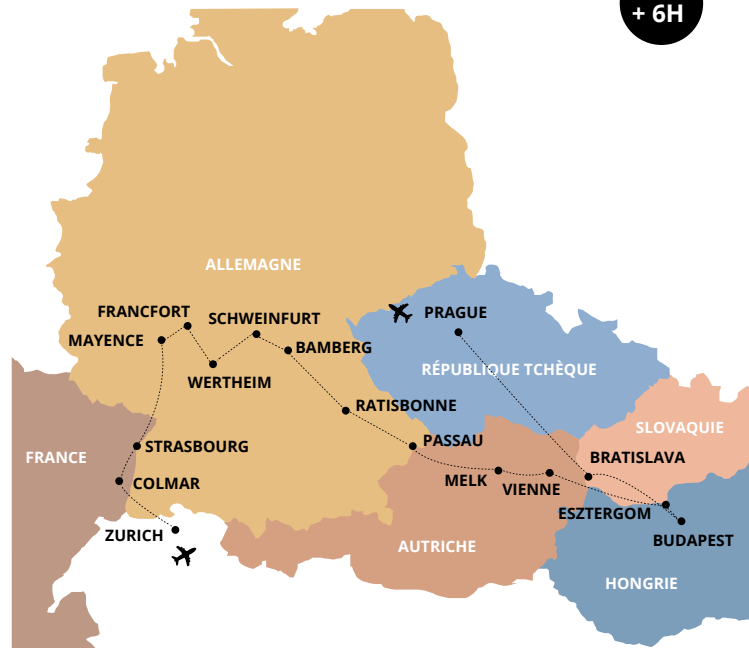 + 6H
ALLEMAGNE
FRANCFORT
SCHWEINFURT
PRAGUE
MAYENCE
BAMBERG
WERTHEIM
RÉPUBLIQUE TCHÈQUE
RATISBONNE
SLOVAQUIE
PASSAU
STRASBOURG
FRANCE
BRATISLAVA
COLMAR
MELK
VIENNE
ESZTERGOM
ZURICH
BUDAPEST
AUTRICHE
HONGRIE